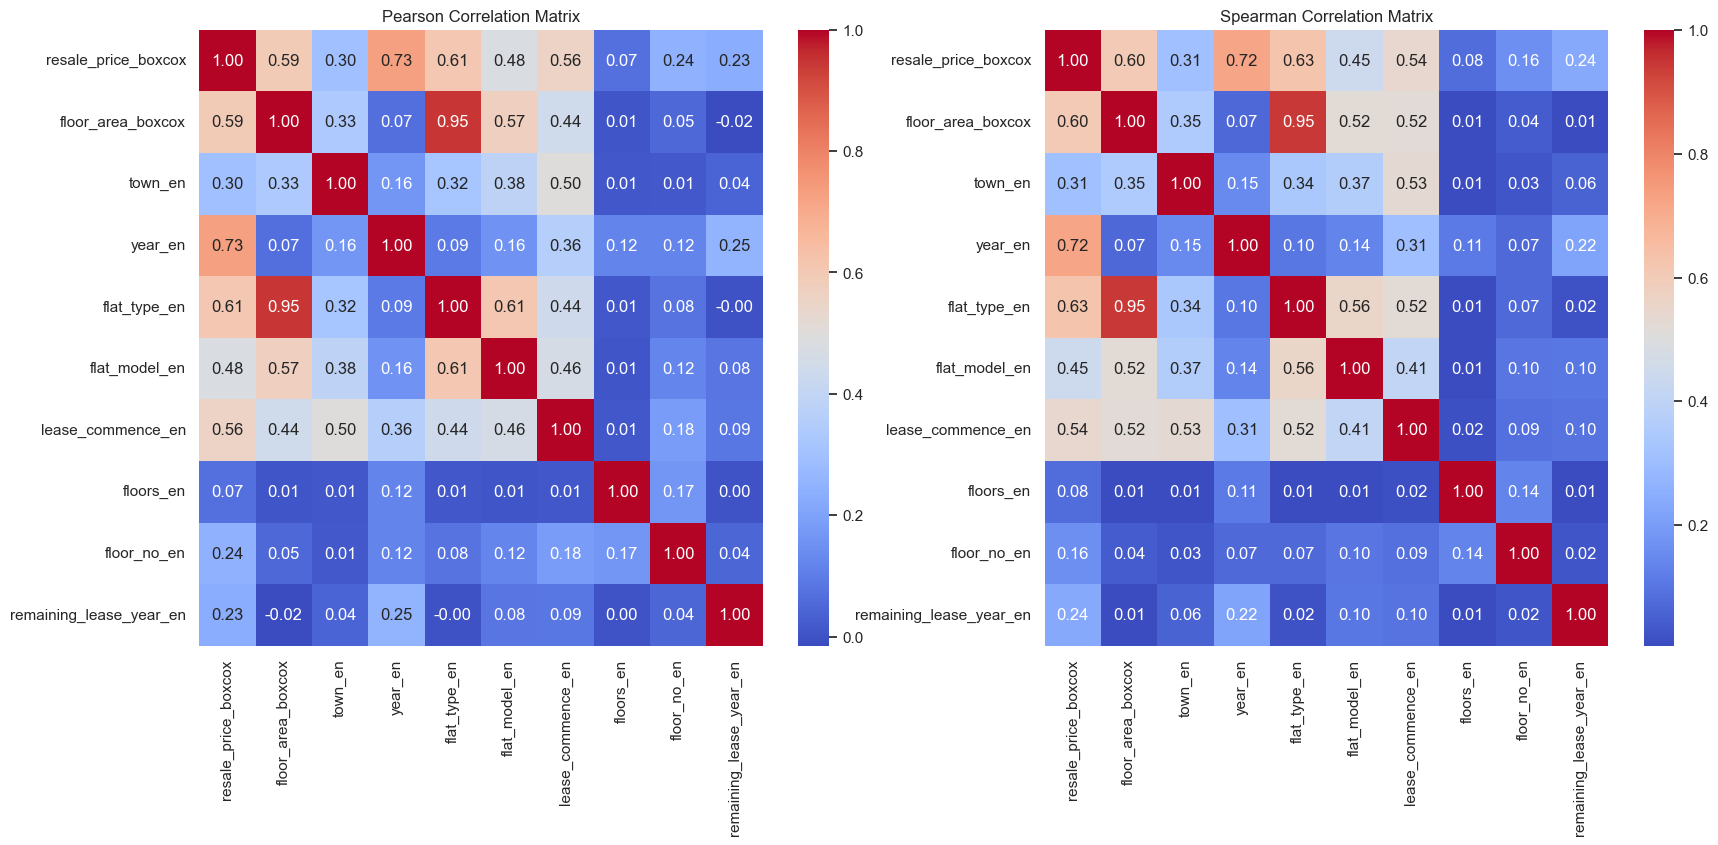 Pearson Correlation Matrix
resale_price_boxcox 1.00 0.59 0.30 0.73 0.61 0.48 0.56 0.07 0.24 0.23
floor_area_boxcox 0.59 1.00 0.33 0.07 0.95 0.57 0.44 0.01 0.05 -0.02
town_en 0.30 0.33 1.00 0.16 0.32 0.38 0.50 0.01 0.01 0.04
year_en 0.73 0.07 0.16 1.00 0.09 0.16 0.36 0.12 0.12 0.25
flat_type_en 0.61 0.95 0.32 0.09 1.00 0.61 0.44 0.01 0.08 -0.00
flat_model_en 0.48 0.57 0.38 0.16 0.61 1.00 0.46 0.01 0.12 0.08
lease_commence_en 0.56 0.44 0.50 0.36 0.44 0.46 1.00 0.01 0.18 0.09
floors_en 0.07 0.01 0.01 0.12 0.01 0.01 0.01 1.00 0.17 0.00
floor_no_en 0.24 0.05 0.01 0.12 0.08 0.12 0.18 0.17 1.00 0.04
remaining_lease_year_en 0.23 -0.02 0.04 0.25 -0.00 0.08 0.09 0.00 0.04 1.00
resale_price_boxcox
floor_area_boxcox
town_en
year_en
flat_type_en
flat_model_en
lease_commence_en
floors_en
floor_no_en
remaining_lease_year_en
1.0
0.8
0.6
0.4
0.2
0.0
Spearman Correlation Matrix
resale_price_boxcox 1.00 0.60 0.31 0.72 0.63 0.45 0.54 0.08 0.16 0.24
floor_area_boxcox 0.60 1.00 0.35 0.07 0.95 0.52 0.52 0.01 0.04 0.01
town_en 0.31 0.35 1.00 0.15 0.34 0.37 0.53 0.01 0.03 0.06
year_en 0.72 0.07 0.15 1.00 0.10 0.14 0.31 0.11 0.07 0.22
flat_type_en 0.63 0.95 0.34 0.10 1.00 0.56 0.52 0.01 0.07 0.02
flat_model_en 0.45 0.52 0.37 0.14 0.56 1.00 0.41 0.01 0.10 0.10
lease_commence_en 0.54 0.52 0.53 0.31 0.52 0.41 1.00 0.02 0.09 0.10
floors_en 0.08 0.01 0.01 0.11 0.01 0.01 0.02 1.00 0.14 0.01
floor_no_en 0.16 0.04 0.03 0.07 0.07 0.10 0.09 0.14 1.00 0.02
remaining_lease_year_en 0.24 0.01 0.06 0.22 0.02 0.10 0.10 0.01 0.02 1.00
resale_price_boxcox
floor_area_boxcox
town_en
year_en
flat_type_en
flat_model_en
lease_commence_en
floors_en
floor_no_en
remaining_lease_year_en
1.0
0.8
0.6
0.4
0.2